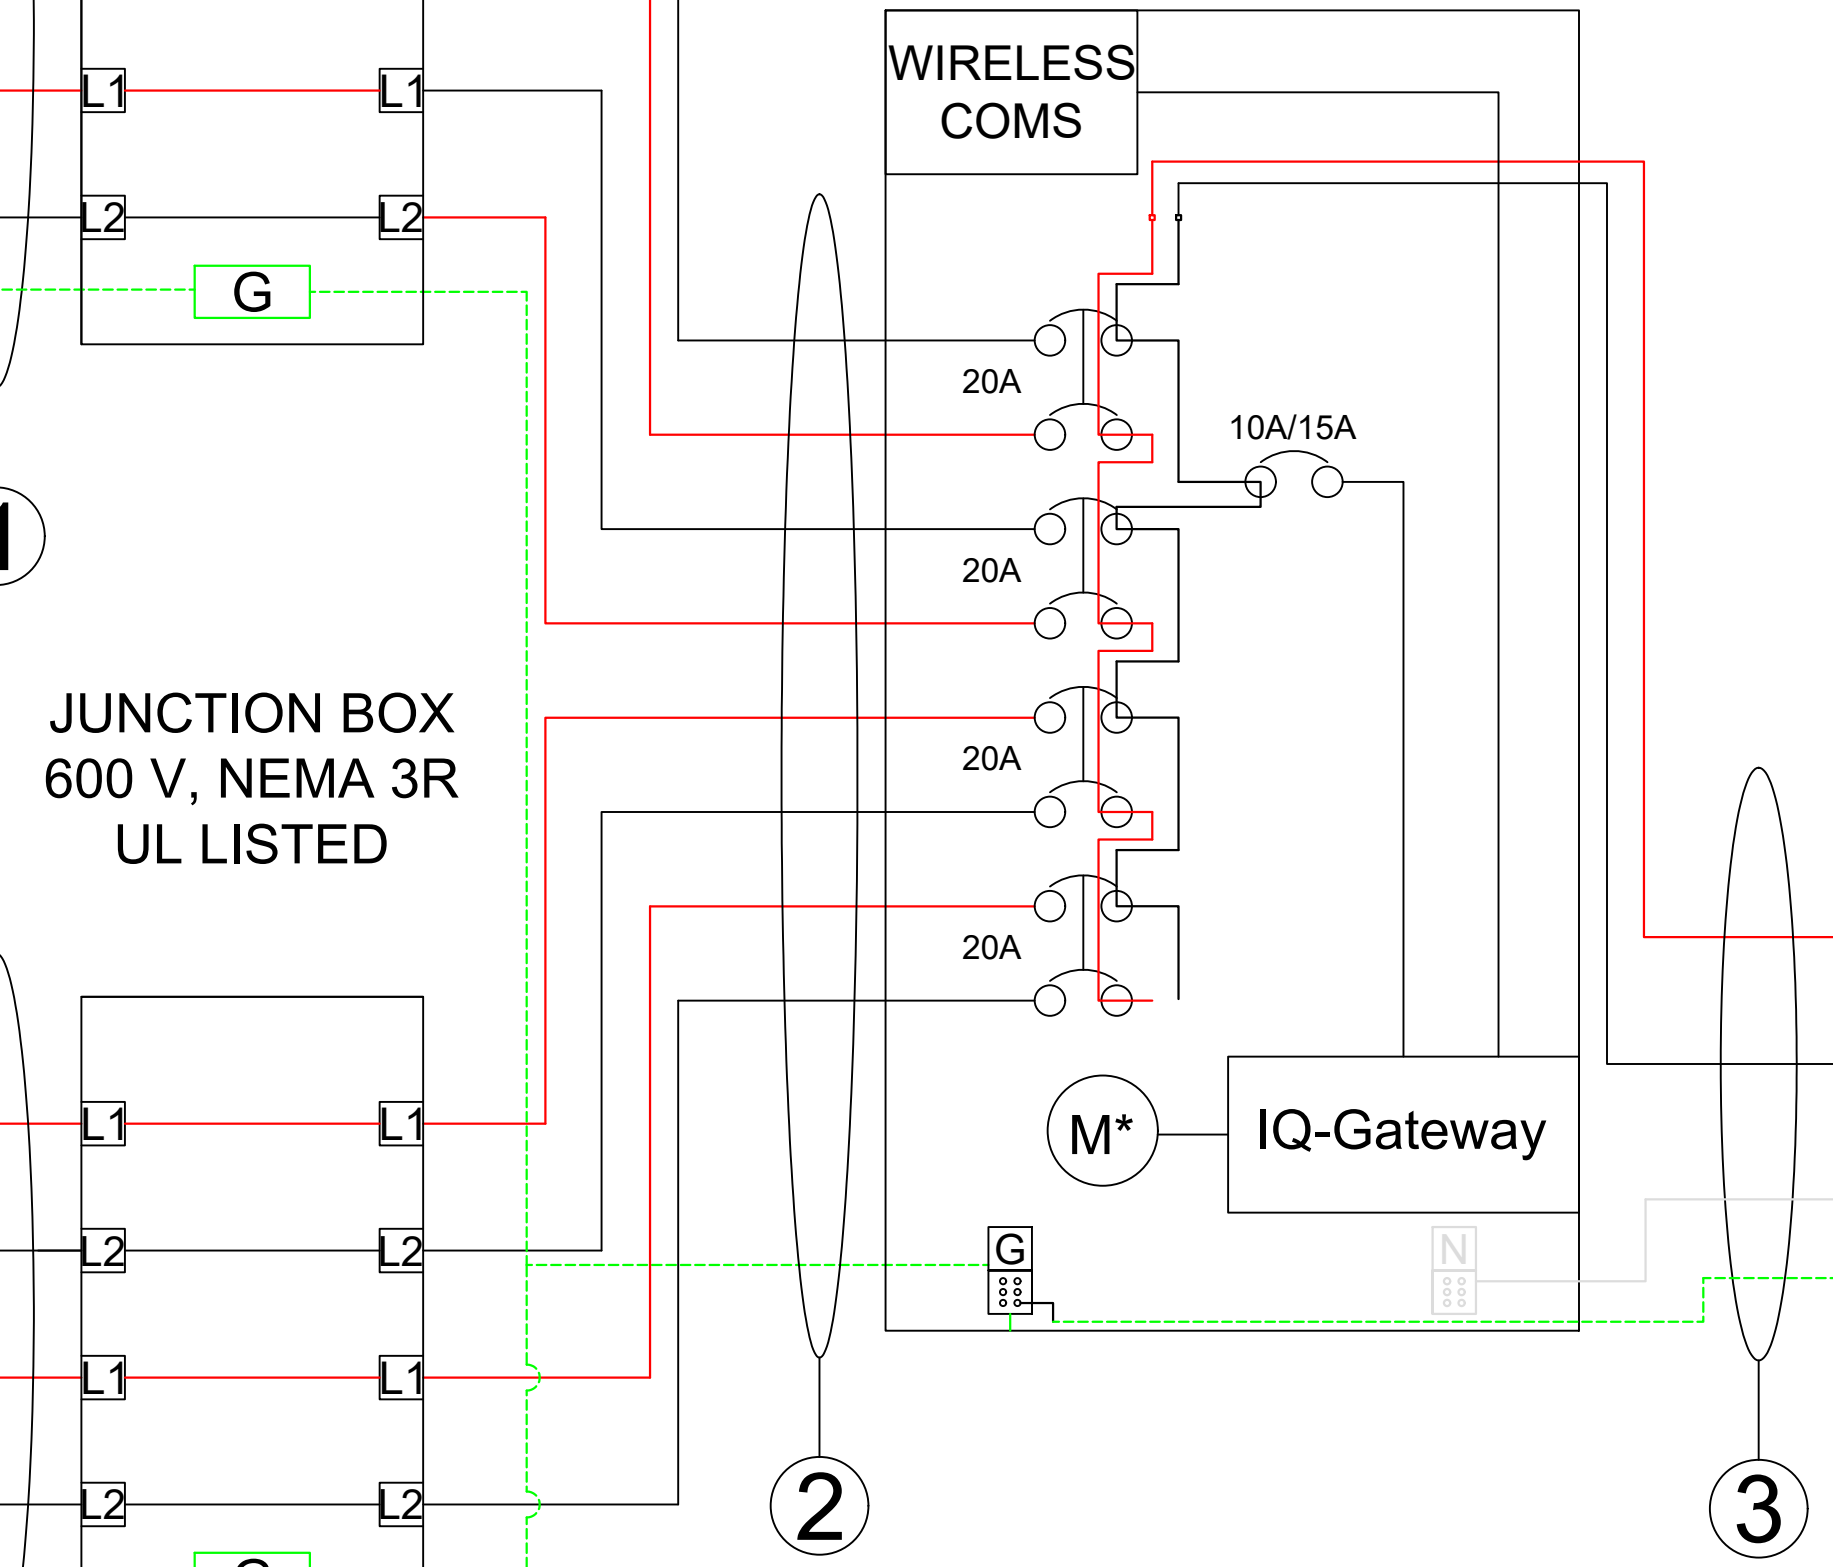 WIRELESS
COMS
L1
L1
L2
L2
G
20A
10A/15A
1
20A
JUNCTION BOX
600 V, NEMA 3R
UL LISTED
20A
20A
L1
L1
M*
IQ-Gateway
L2
L2
G
N
L1
L1
L2
L2
2
3